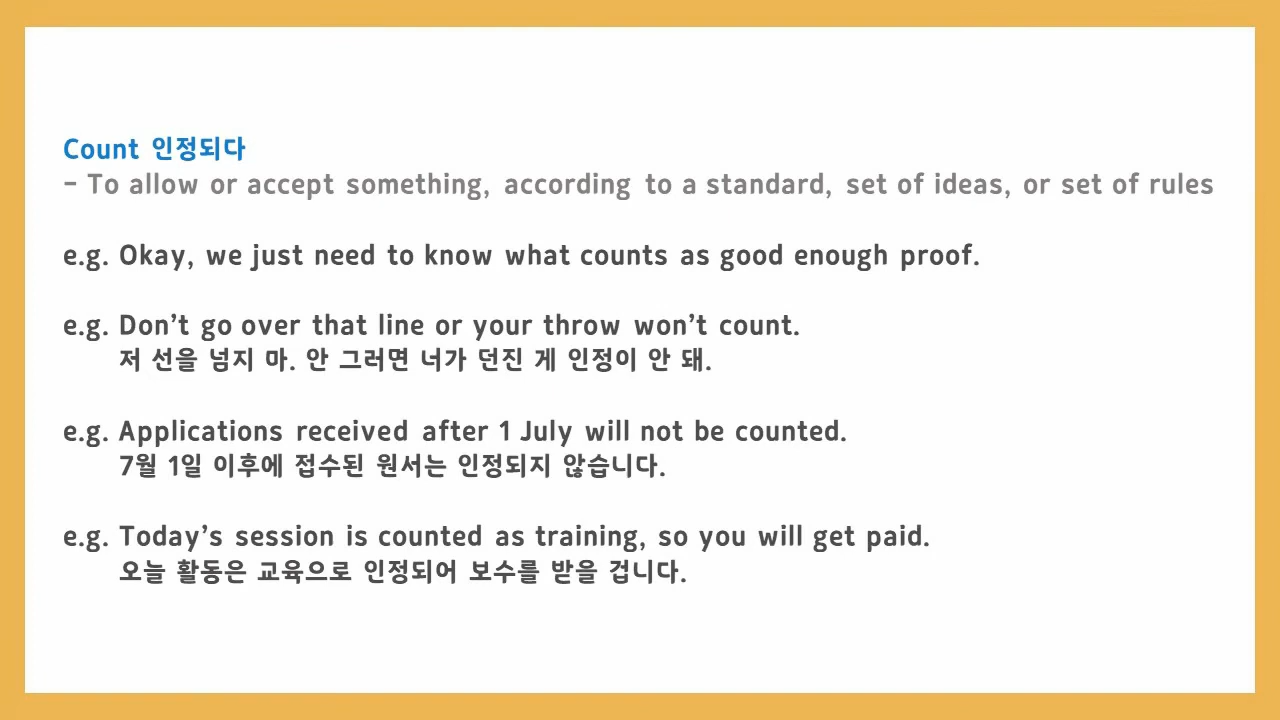 Count 인정되다
- To allow or accept something, according to a standard, set of ideas, or set of rules
e.g. Okay, we just need to know what counts as good enough proof.
e.g. Don’t go over that line or your throw won’t count.
저 선을 넘지 마. 안 그러면 너가 던진 게 인정이 안 돼.
e.g. Applications received after 1 July will not be counted.
7월 1일 이후에 접수된 원서는 인정되지 않습니다.
e.g. Today’s session is counted as training, so you will get paid.
오늘 활동은 교육으로 인정되어 보수를 받을 겁니다.